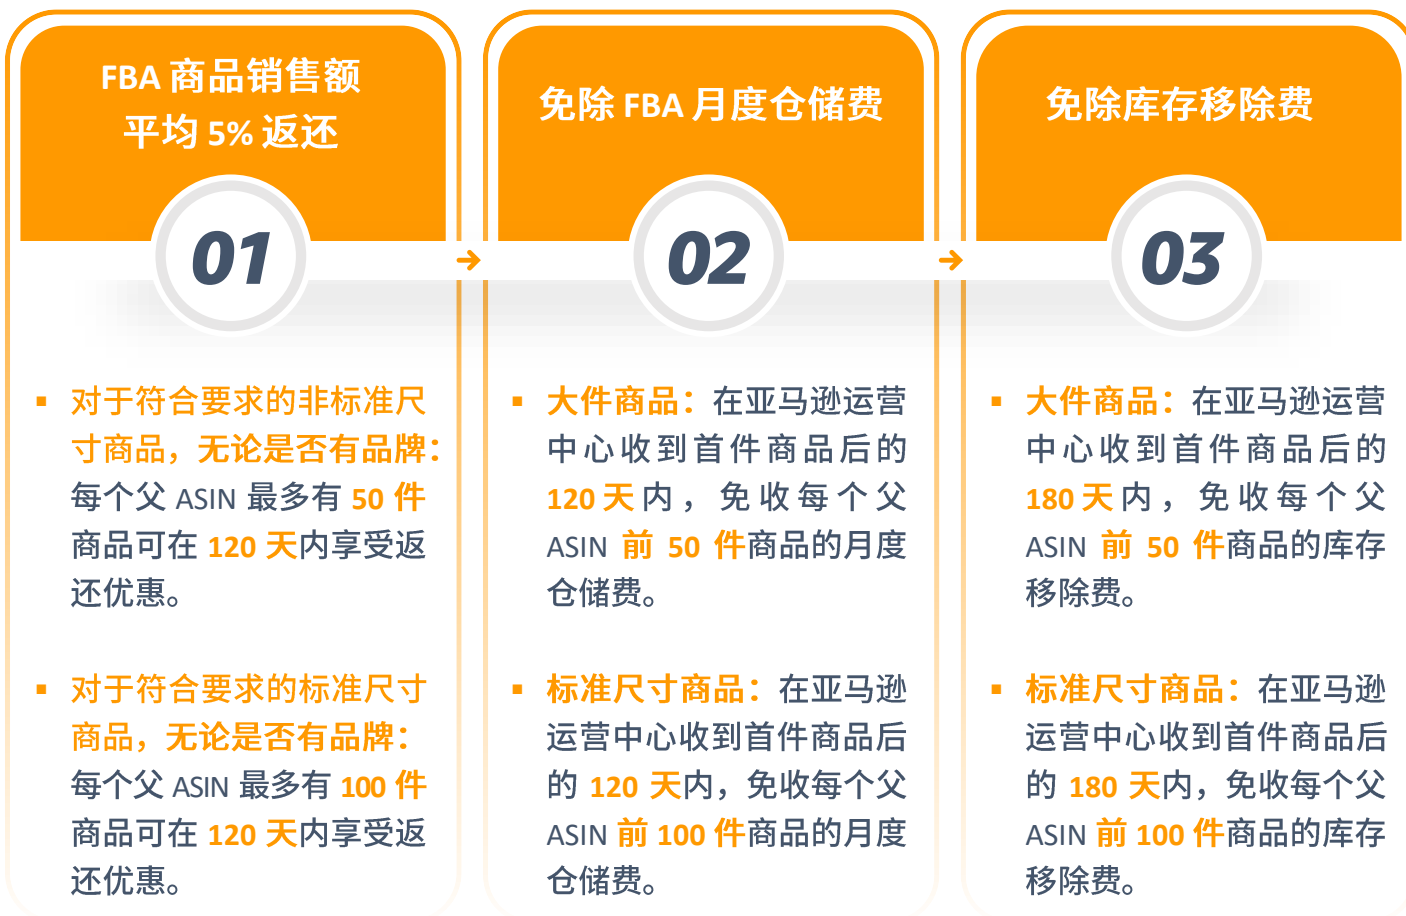 FBA 商品销售额
平均 5% 返还
01
▪ 对于符合要求的非标准尺
寸商品，无论是否有品牌：
每个父 ASIN 最多有 50 件
商品可在 120 天内享受返
还优惠。
▪ 对于符合要求的标准尺寸
商品，无论是否有品牌：
每个父 ASIN 最多有 100 件
商品可在 120 天内享受返
还优惠。
免除 FBA 月度仓储费
02
▪ 大件商品：在亚马逊运营
中心收到首件商品后的
120 天内，免收每个父
ASIN 前 50 件商品的月度
仓储费。
▪ 标准尺寸商品：在亚马逊
运营中心收到首件商品后
的 120 天内，免收每个父
ASIN 前 100 件商品的月度
仓储费。
免除库存移除费
03
▪ 大件商品：在亚马逊运营
中心收到首件商品后的
180 天内，免收每个父
ASIN 前 50 件商品的库存
移除费。
▪ 标准尺寸商品：在亚马逊
运营中心收到首件商品后
的 180 天内，免收每个父
ASIN 前 100 件商品的库存
移除费。